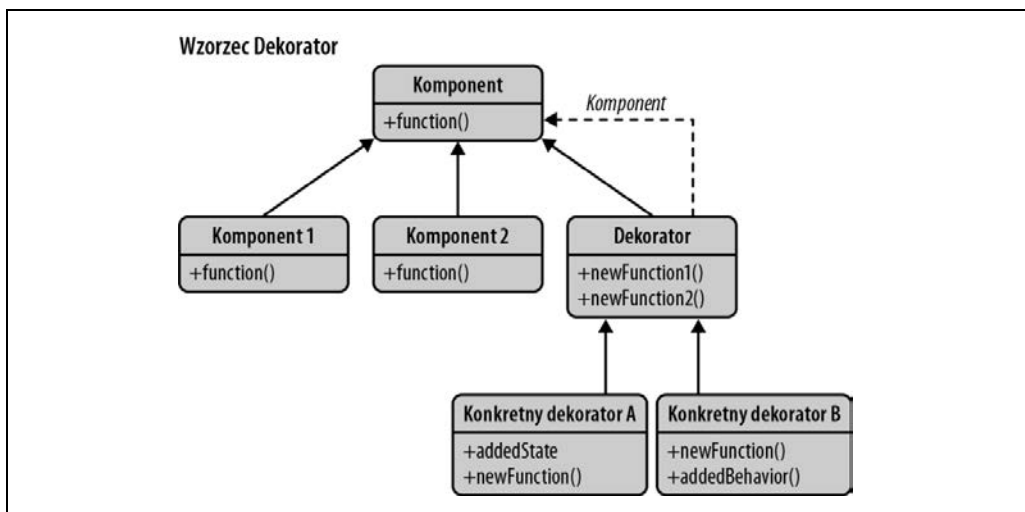 Wzorzec Dekorator
Komponent
+function()
Komponent
Komponent 1
+function()
Komponent 2
+function()
Dekorator
+newFunction1()
+newFunction2()
Konkretny dekorator A
+addedState
+newFunction()
Konkretny dekorator B
+newFunction()
+addedBehavior()